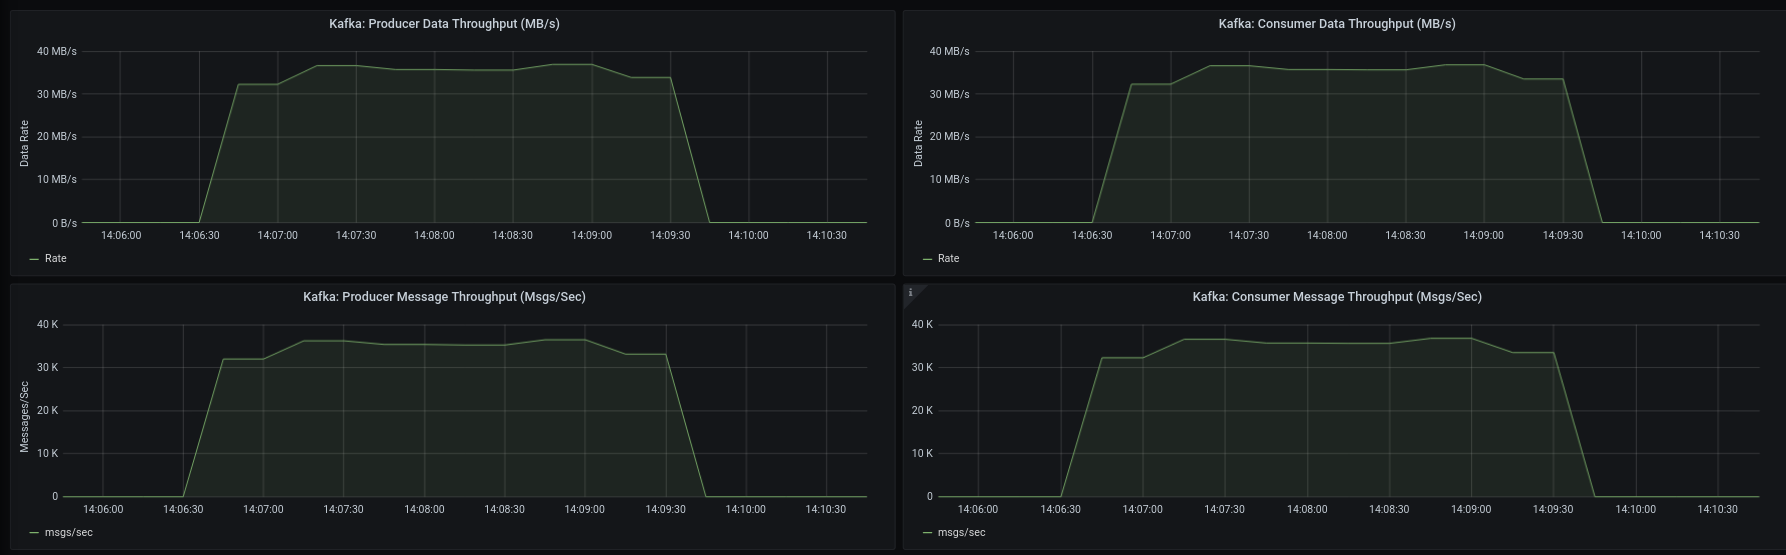 Kafka: Producer Data Throughput (MB/s)
40 MB/s
30 MB/s
20 MB/s
10 MB/s
0 B/s
Data Rate
14:06:00 14:06:30 14:07:00 14:07:30 14:08:00 14:08:30 14:09:00 14:09:30 14:10:00 14:10:30
Rate
Kafka: Consumer Data Throughput (MB/s)
40 MB/s
30 MB/s
20 MB/s
10 MB/s
0 B/s
Data Rate
14:06:00 14:06:30 14:07:00 14:07:30 14:08:00 14:08:30 14:09:00 14:09:30 14:10:00 14:10:30
Rate
Kafka: Producer Message Throughput (Msgs/Sec)
40 K
30 K
20 K
10 K
0
Messages/Sec
14:06:00 14:06:30 14:07:00 14:07:30 14:08:00 14:08:30 14:09:00 14:09:30 14:10:00 14:10:30
msgs/sec
i
Kafka: Consumer Message Throughput (Msgs/Sec)
40 K
30 K
20 K
10 K
0
14:06:00 14:06:30 14:07:00 14:07:30 14:08:00 14:08:30 14:09:00 14:09:30 14:10:00 14:10:30
msgs/sec